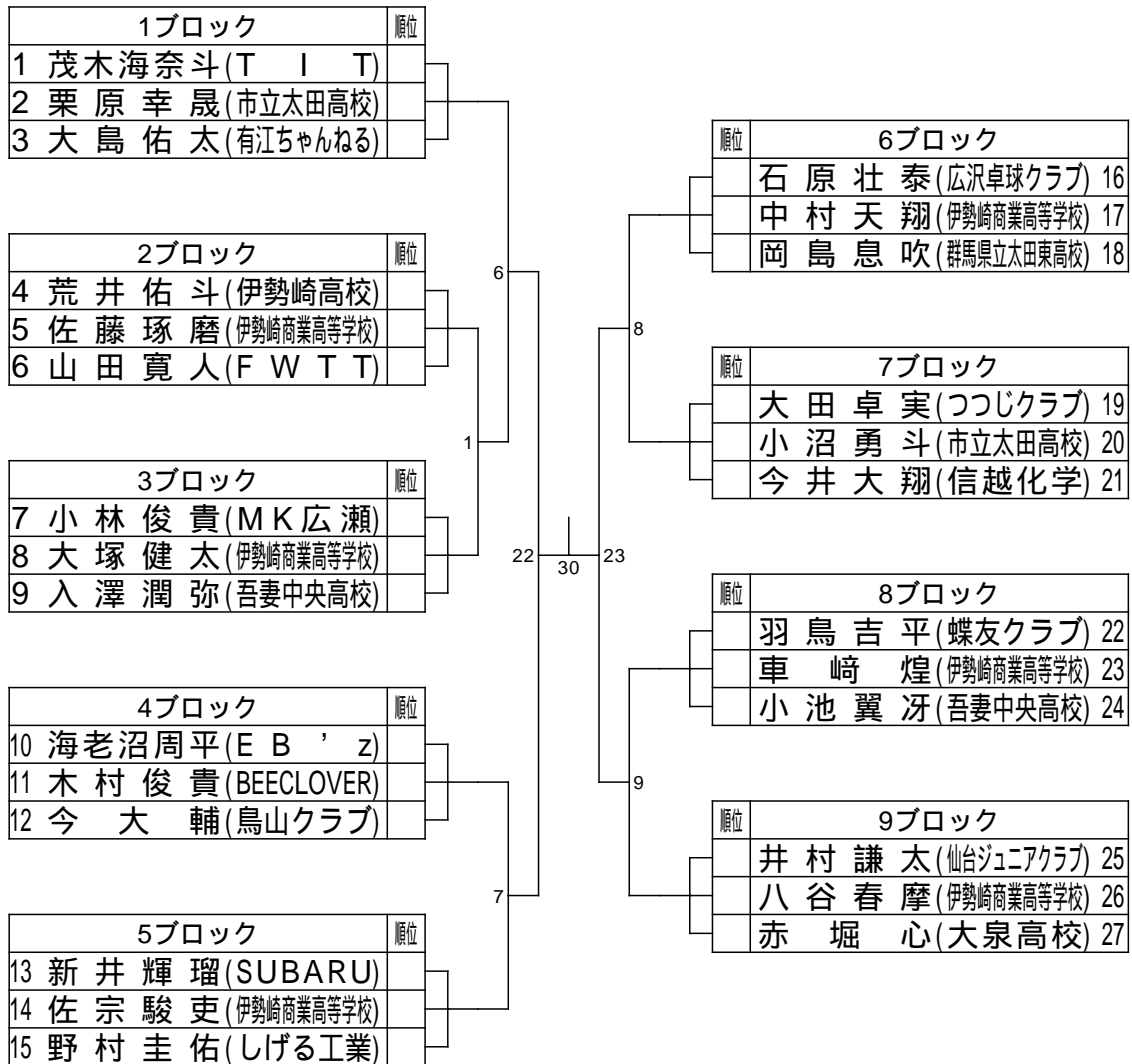 1ブロック 順位
1 茂木海奈斗(T I T)
2 栗原幸晟(市立太田高校)
3 大島佑太(有江ちゃんねる)
2ブロック 順位
4 荒井佑斗(伊勢崎高校)
5 佐藤琢磨(伊勢崎商業高等学校)
6 山田寛人(F W T T)
3ブロック 順位
7 小林俊貴(MK広瀬)
8 大塚健太(伊勢崎商業高等学校)
9 入澤潤弥(吾妻中央高校)
4ブロック 順位
10 海老沼周平(E B ' z)
11 木村俊貴(BEECLOVER)
12 今大輔(鳥山クラブ)
5ブロック 順位
13 新井輝瑠(SUBARU)
14 佐宗駿吏(伊勢崎商業高等学校)
15 野村圭佑(しげる工業)
6
1
7
22
30
23
8
9
順位 6ブロック
石原壮泰(広沢卓球クラブ) 16
中村天翔(伊勢崎商業高等学校) 17
岡島息吹(群馬県立太田東高校) 18
順位 7ブロック
大田卓実(つつじクラブ) 19
小沼勇斗(市立太田高校) 20
今井大翔(信越化学) 21
順位 8ブロック
羽鳥吉平(蝶友クラブ) 22
車﨑煌(伊勢崎商業高等学校) 23
小池翼冴(吾妻中央高校) 24
順位 9ブロック
井村謙太(仙台ジュニアクラブ) 25
八谷春摩(伊勢崎商業高等学校) 26
赤堀心(大泉高校) 27